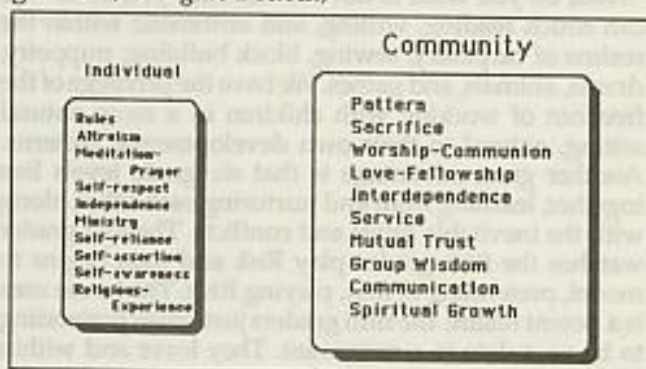 Individual
Rules
Altruism
Meditation-
Prayer
Self-respect
Independence
Ministry
Self-reliance
Self-assertion
Self-awareness
Religious
Experience
Community
Pattern
Sacrifice
Worship-Communion
Love-Fellowship
Interdependence
Service
Mutual Trust
Group Wisdom
Communication
Spiritual Growth